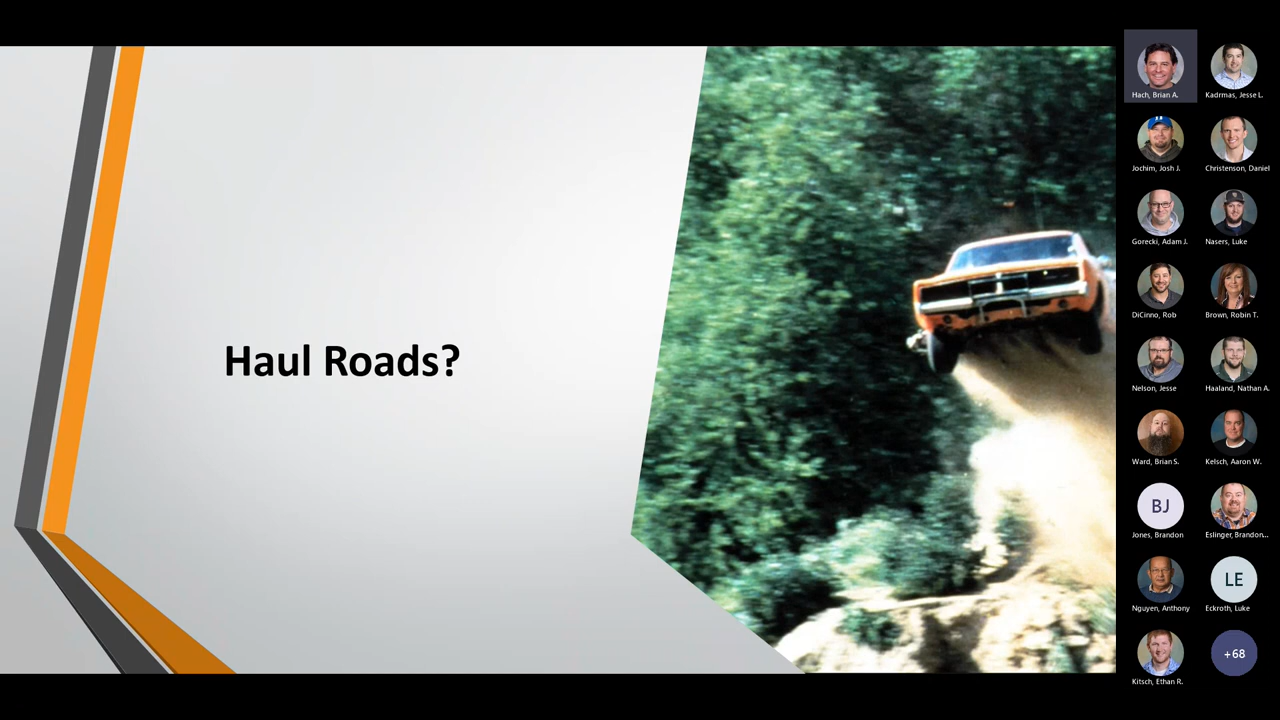 Haul Roads?
Hach, Brian A.
Kadrmas, Jesse L.
Jochim, Josh J.
Christenson, Daniel
Gorecki, Adam J.
Nasers, Luke
DiCinno, Rob
Brown, Robin T.
Nelson, Jesse
Haaland, Nathan A.
Ward, Brian S.
Kelsch, Aaron W.
BJ
Jones, Brandon
Eslinger, Brandon...
Nguyen, Anthony
LE
Eckroth, Luke
Kitsch, Ethan R.
+68